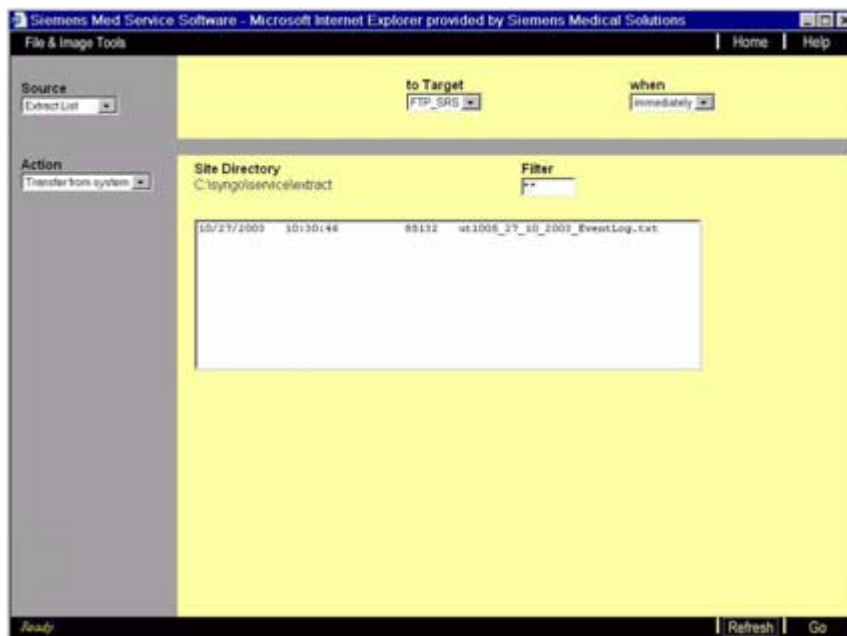 Siemens Med Service Software - Microsoft Internet Explorer provided by Siemens Medical Solutions
File & Image Tools
Home
Help
Source
Extract List
to Target
FTP_SRS
when
immediately
Action
Transfer from system
Site Directory
C:\syngo\service\extract
Filter
10/27/2003 10:30:46 85132 ut1005_27_10_2003_EventLog.txt
Ready
Refresh
Go